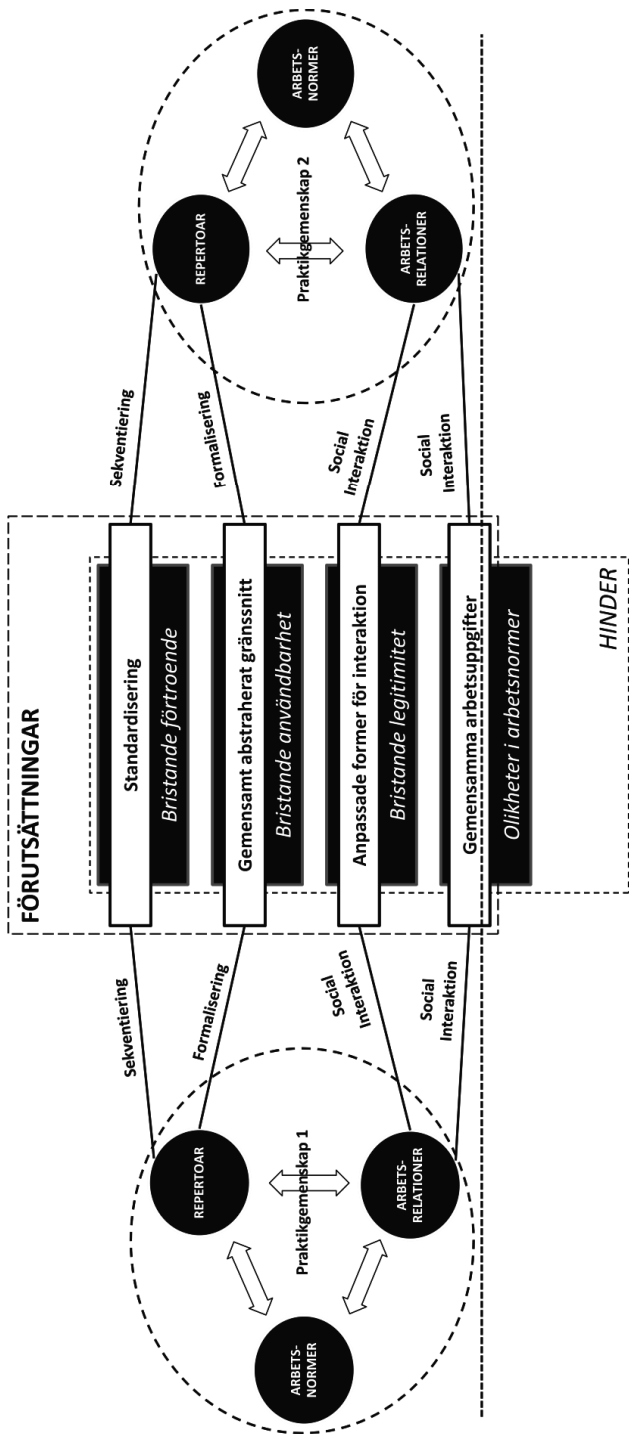 FÖRUTSÄTTNINGAR
ARBETS-
NORMER
REPERTOAR
Praktikgemenskap 1
ARBETS-
RELATIONER
Sekventiering
Formalisering
Social
Interaktion
Social
Interaktion
Standardisering
Bristande förtroende
Gemensamt abstraherat gränssnitt
Bristande användbarhet
Anpassade former för interaktion
Bristande legitimitet
Gemensamma arbetsuppgifter
Olikheter i arbetsnormer
HINDER
Sekventiering
Formalisering
Social
Interaktion
Social
Interaktion
REPERTOAR
Praktikgemenskap 2
ARBETS-
RELATIONER
ARBETS-
NORMER